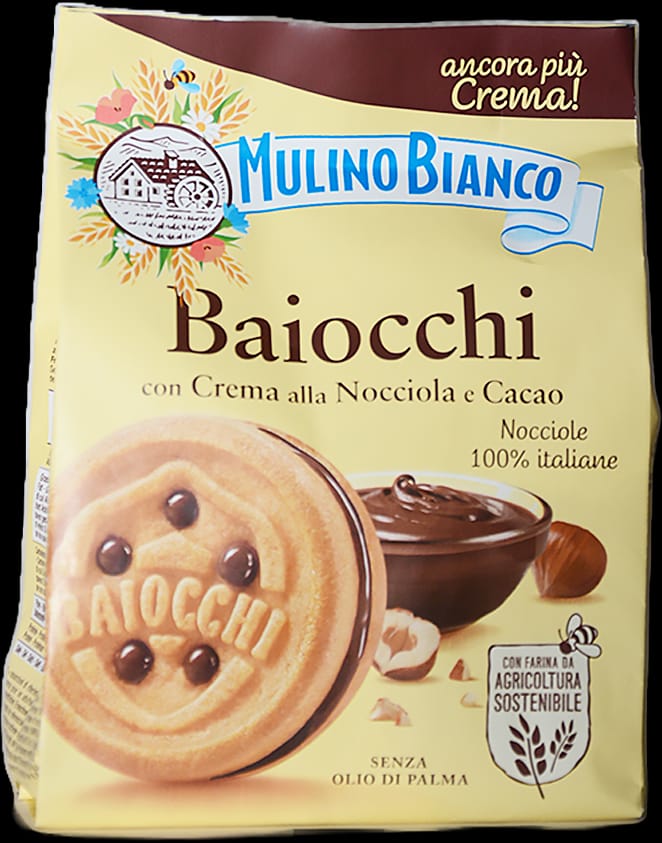 ancora più
Crema!
MULINO BIANCO
Baiocchi
con Crema alla Nocciola e Cacao
Nocciole
100% italiane
BAIOCCHI
CON FARINA DA
AGRICOLTURA
SOSTENIBILE
SENZA
OLIO DI PALMA